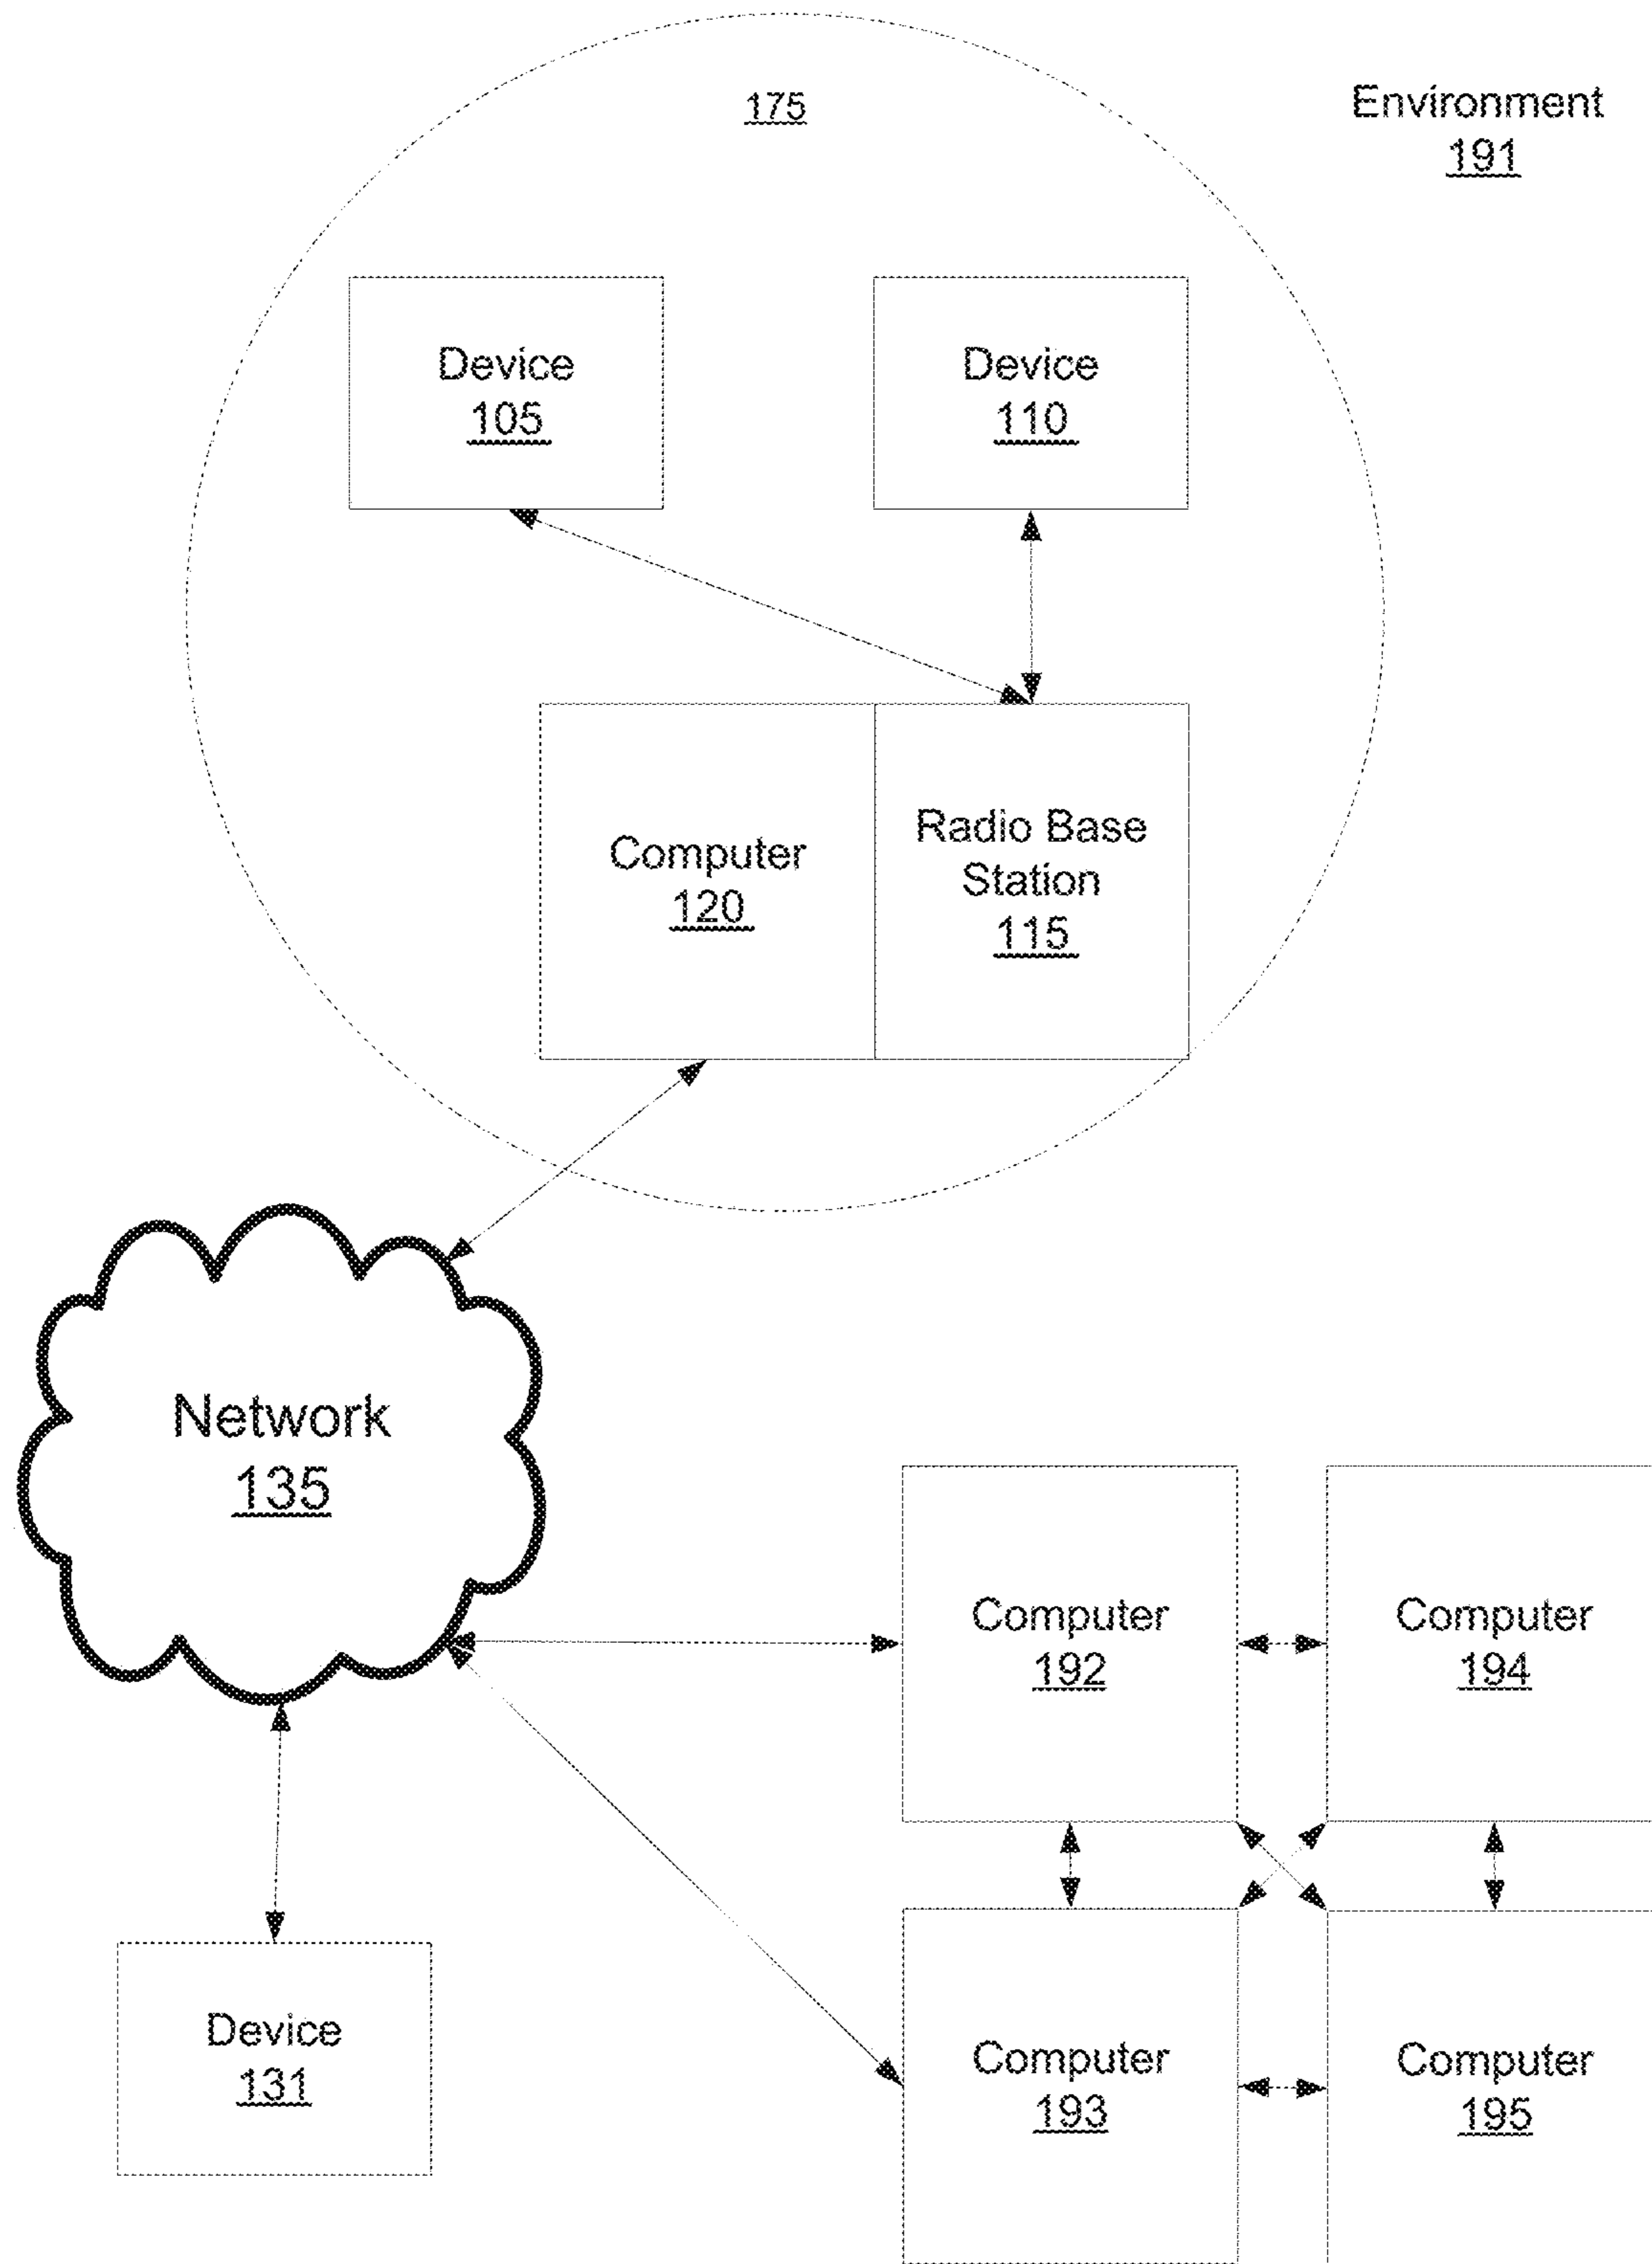 175
Environment
191
Device
105
Device
110
Computer
120
Radio Base
Station
115
Network
135
Computer
192
Computer
194
Device
131
Computer
193
Computer
195